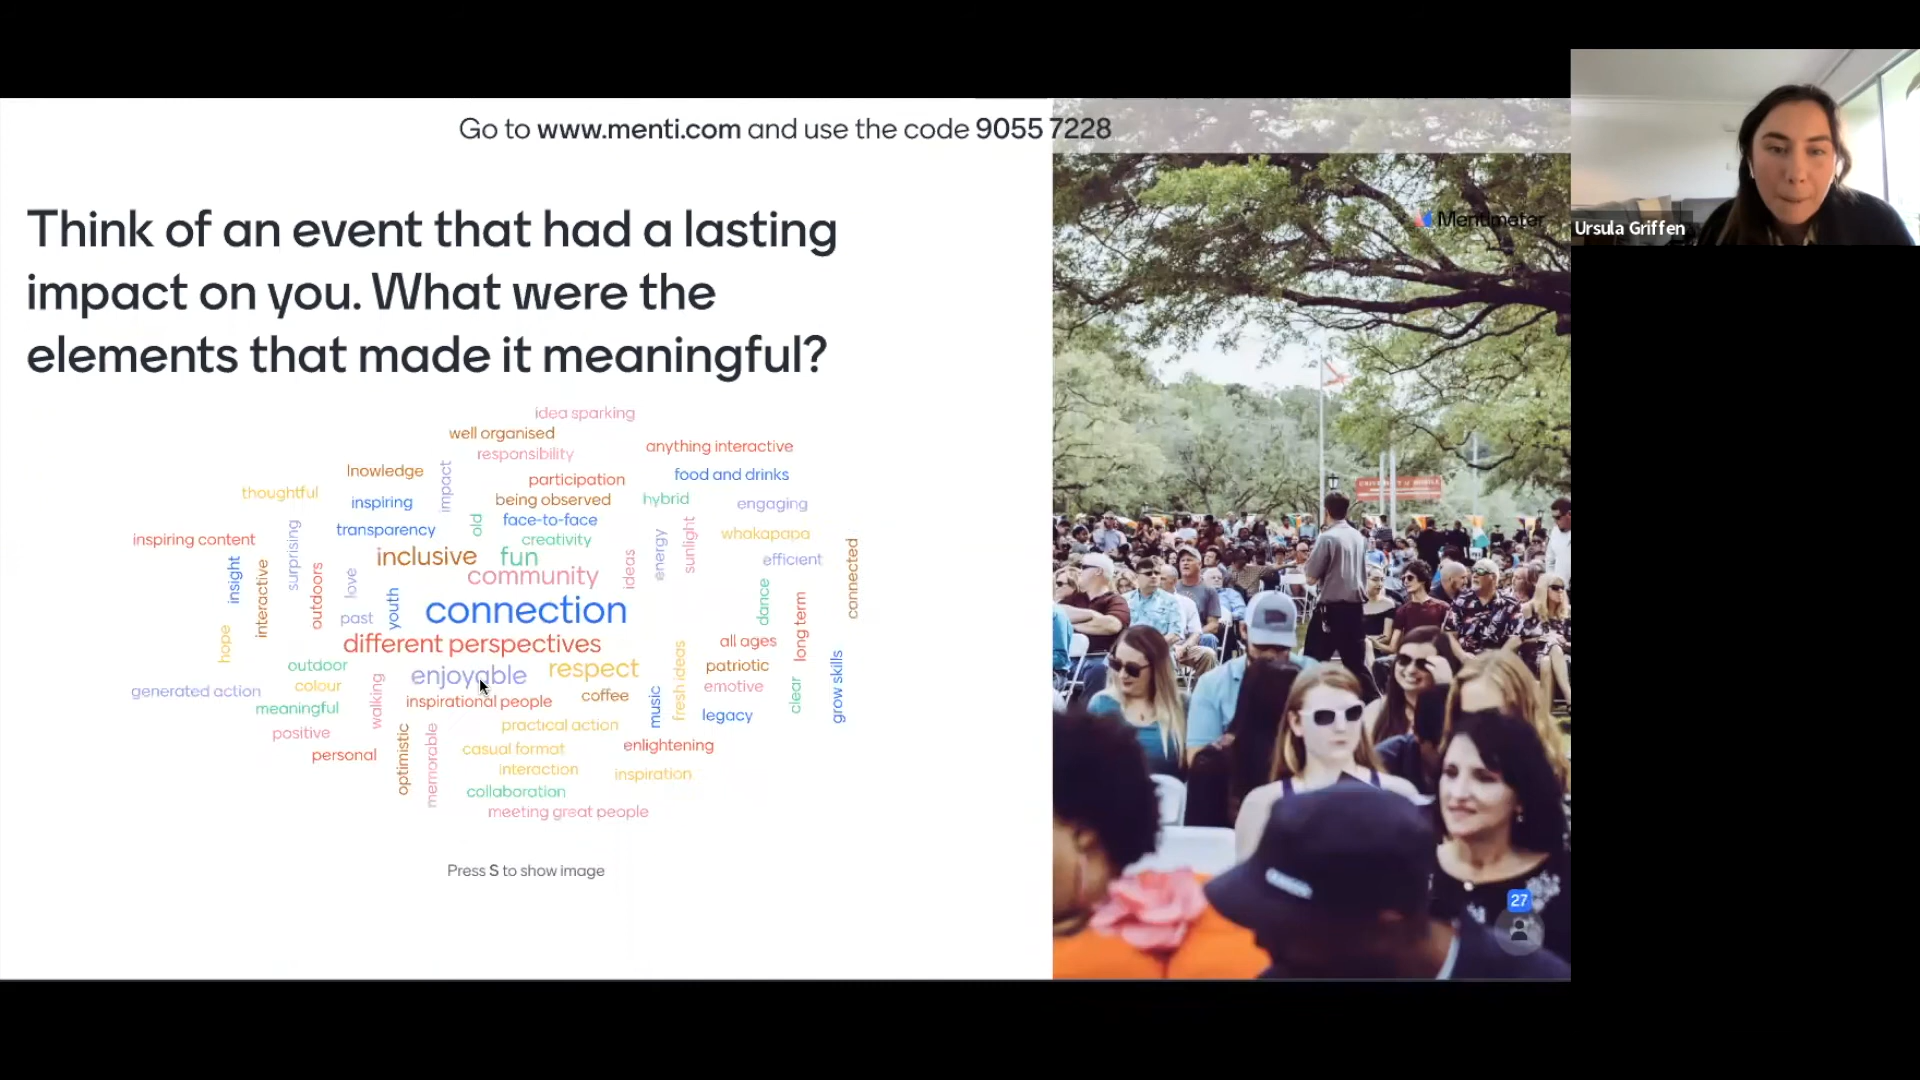 Go to www.menti.com and use the code 9055 7228
Mentimeter
Ursula Griffen
Think of an event that had a lasting
impact on you. What were the
elements that made it meaningful?
idea sparking
well organised
anything interactive
responsibility
lnowledge
impact
participation
food and drinks
thoughtful
inspiring
being observed
hybrid
engaging
transparency
old
face-to-face
whakapapa
inspiring content
surprising
creativity
energy
sunlight
efficient
inclusive
fun
connected
insight
interactive
outdoors
love
community
ideas
dance
long term
past
youth
connection
hope
different perspectives
all ages
outdoor
enjoyable
respect
fresh ideas
patriotic
grow skills
generated action
colour
walking
inspirational people
coffee
music
emotive
clear
meaningful
legacy
positive
practical action
personal
optimistic
memorable
casual format
enlightening
interaction
inspiration
collaboration
meeting great people
Press S to show image
UNIVERSITY of MOBILE
27